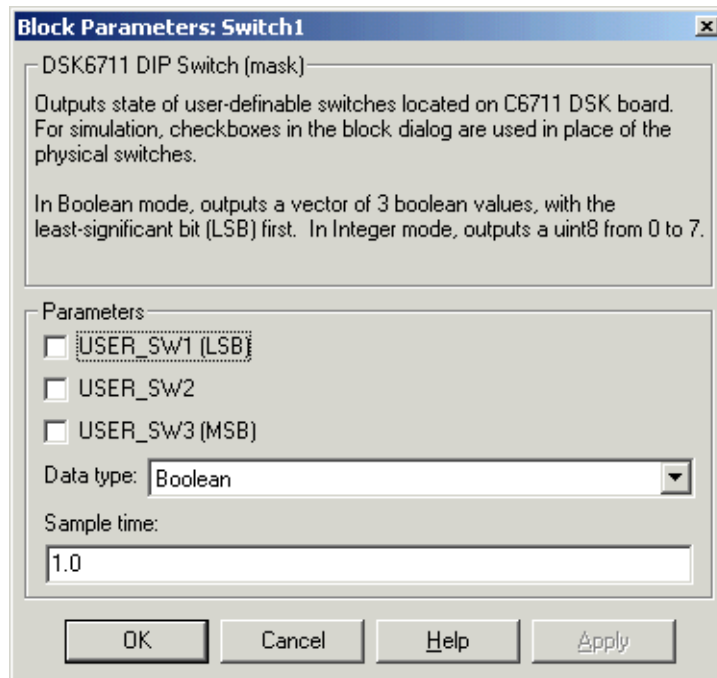 Block Parameters: Switch1
DSK6711 DIP Switch (mask)
Outputs state of user-definable switches located on C6711 DSK board.
For simulation, checkboxes in the block dialog are used in place of the
physical switches.
In Boolean mode, outputs a vector of 3 boolean values, with the
least-significant bit (LSB) first.  In Integer mode, outputs a uint8 from 0 to 7.
Parameters
USER_SW1 (LSB)
USER_SW2
USER_SW3 (MSB)
Data type: Boolean
Sample time:
1.0
OK Cancel Help Apply